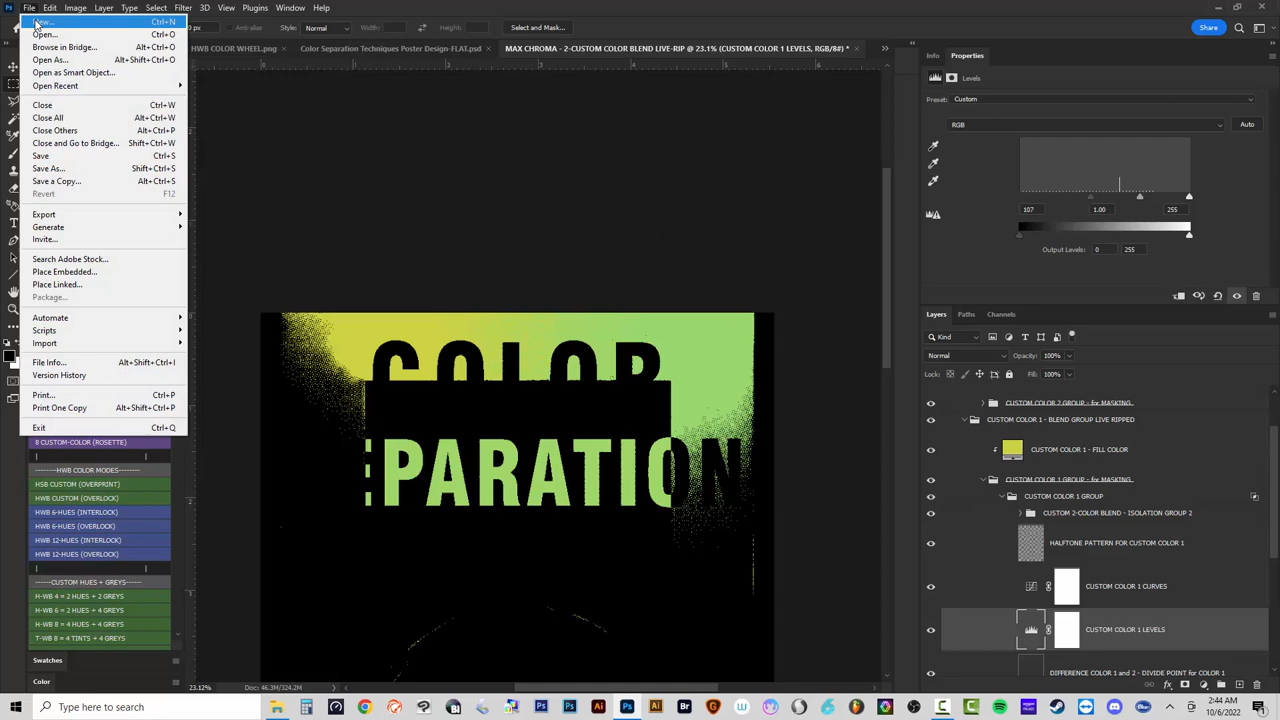 File Edit Image Layer Type Select Filter 3D View Plugins Window Help
New... Ctrl+N
Open... Ctrl+O
Browse in Bridge... Alt+Ctrl+O
Open As... Alt+Shift+Ctrl+O
Open as Smart Object...
Open Recent
Close Ctrl+W
Close All Alt+Ctrl+W
Close Others Alt+Ctrl+P
Close and Go to Bridge... Shift+Ctrl+W
Save Ctrl+S
Save As... Shift+Ctrl+S
Save a Copy... Alt+Ctrl+S
Revert F12
Export
Generate
Invite...
Search Adobe Stock...
Place Embedded...
Place Linked...
Package...
Automate
Scripts
Import
File Info... Alt+Shift+Ctrl+I
Version History
Print... Ctrl+P
Print One Copy Alt+Shift+Ctrl+P
Exit Ctrl+Q
8 CUSTOM-COLOR (ROSETTE)
--------HWB COLOR MODES------
HSB CUSTOM (OVERPRINT)
HWB CUSTOM (OVERLOCK)
HWB 6-HUES (INTERLOCK)
HWB 6-HUES (OVERLOCK)
HWB 12-HUES (INTERLOCK)
HWB 12-HUES (OVERLOCK)
------CUSTOM HUES + GREYS------
H-WB 4 = 2 HUES + 2 GREYS
H-WB 6 = 2 HUES + 4 GREYS
H-WB 8 = 4 HUES + 4 GREYS
T-WB 8 = 4 TINTS + 4 GREYS
Swatches
Color
px Anti-alias Style: Normal Width: Height: Select and Mask...
Share
HWB COLOR WHEEL.png × Color Separation Techniques Poster Design-FLAT.psd × MAX CHROMA - 2-CUSTOM COLOR BLEND LIVE-RIP @ 23.1% (CUSTOM COLOR 1 LEVELS, RGB/8#) * ×
COLOR
EPARATION
23.12% Doc: 46.3M/324.2M
Info Properties
Levels
Preset: Custom
RGB Auto
107 1.00 255
Output Levels: 0 255
Layers Paths Channels
Kind
Normal Opacity: 100%
Lock: Fill: 100%
CUSTOM COLOR 2 GROUP - for MASKING
CUSTOM COLOR 1 - BLEND GROUP LIVE RIPPED
CUSTOM COLOR 1 - FILL COLOR
CUSTOM COLOR 1 GROUP - for MASKING
CUSTOM COLOR 1 GROUP
CUSTOM 2-COLOR BLEND - ISOLATION GROUP 2
HALFTONE PATTERN FOR CUSTOM COLOR 1
CUSTOM COLOR 1 CURVES
CUSTOM COLOR 1 LEVELS
DIFFERENCE COLOR 1 and 2 - DIVIDE POINT for COLOR 1
Type here to search
2:44 AM
10/6/2022